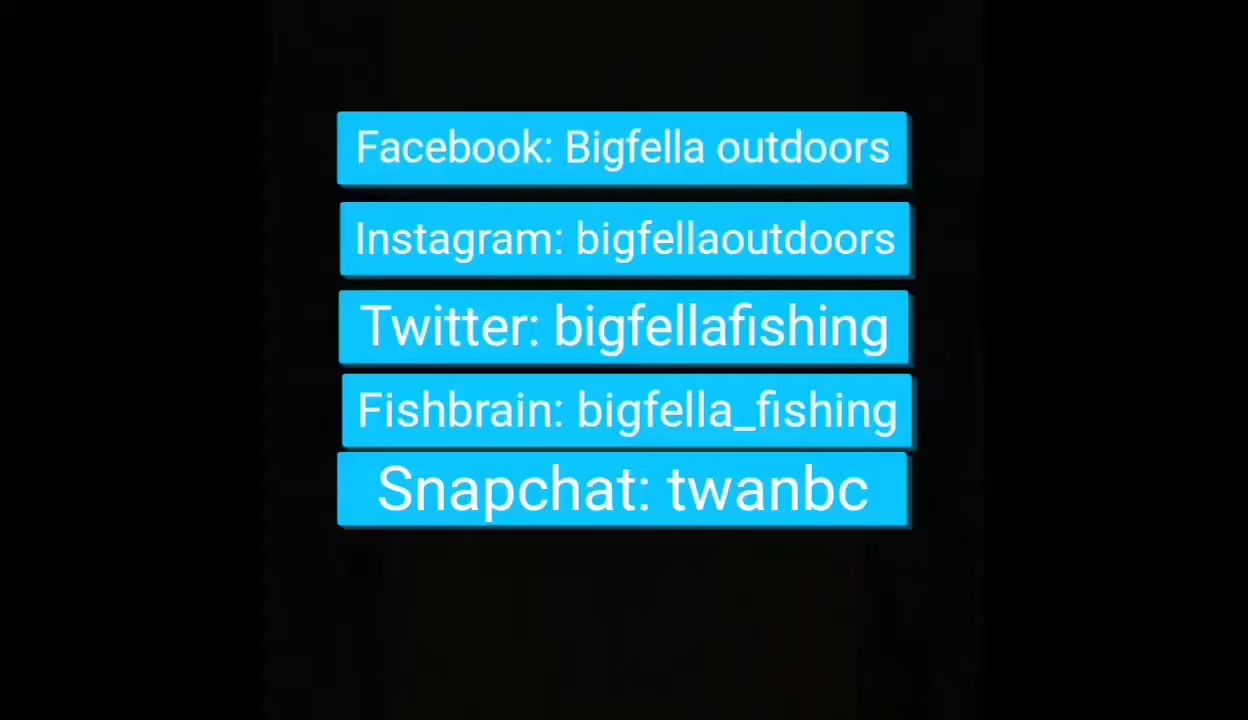 Facebook: Bigfella outdoors
Instagram: bigfellaoutdoors
Twitter: bigfellafishing
Fishbrain: bigfella_fishing
Snapchat: twanbc